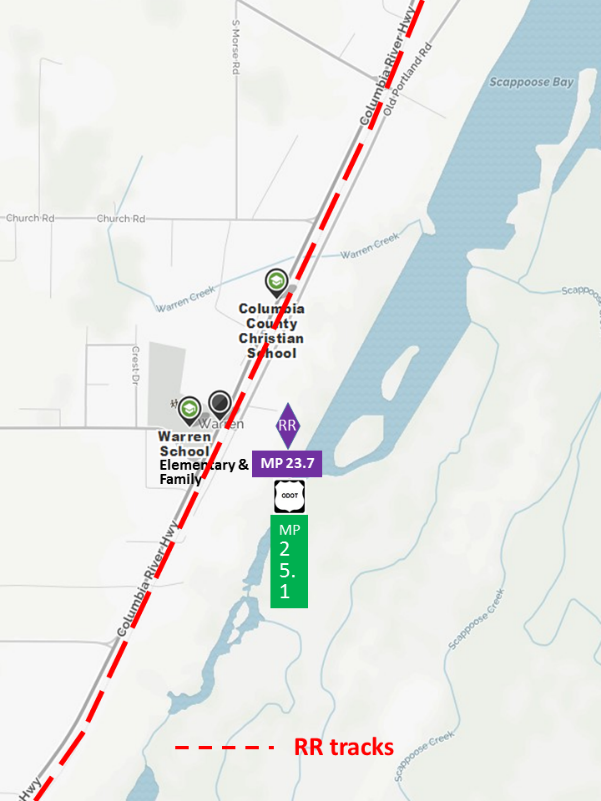 Columbia River Hwy
S Morse-Rd
Old-Portland Rd
Scappoose Bay
Church Rd
Church Rd
Warren Creek
Warren Creek
Scappoose
Columbia
County
Christian
School
Crest-Dr
Warren
Warren
School
Elementary &
Family
RR
MP 23.7
ODOT
MP
2
5.
1
Columbia River Hwy
Scappoose Creek
Scappoose Creek
RR tracks
Hwy